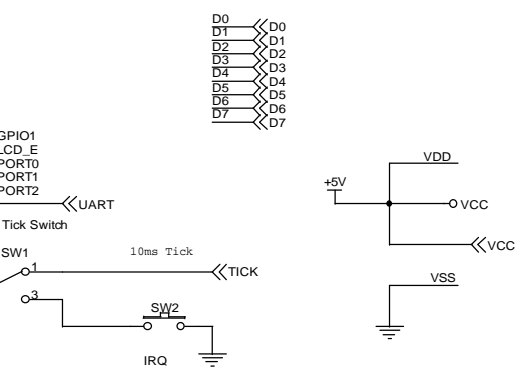 D0 D0
D1 D1
D2 D2
D3 D3
D4 D4
D5 D5
D6 D6
D7 D7
GPIO1
LCD_E
PORT0
PORT1
PORT2
UART
Tick Switch
SW1
1
10ms Tick
TICK
3
SW2
IRQ
VDD
+5V
VCC
VCC
VSS